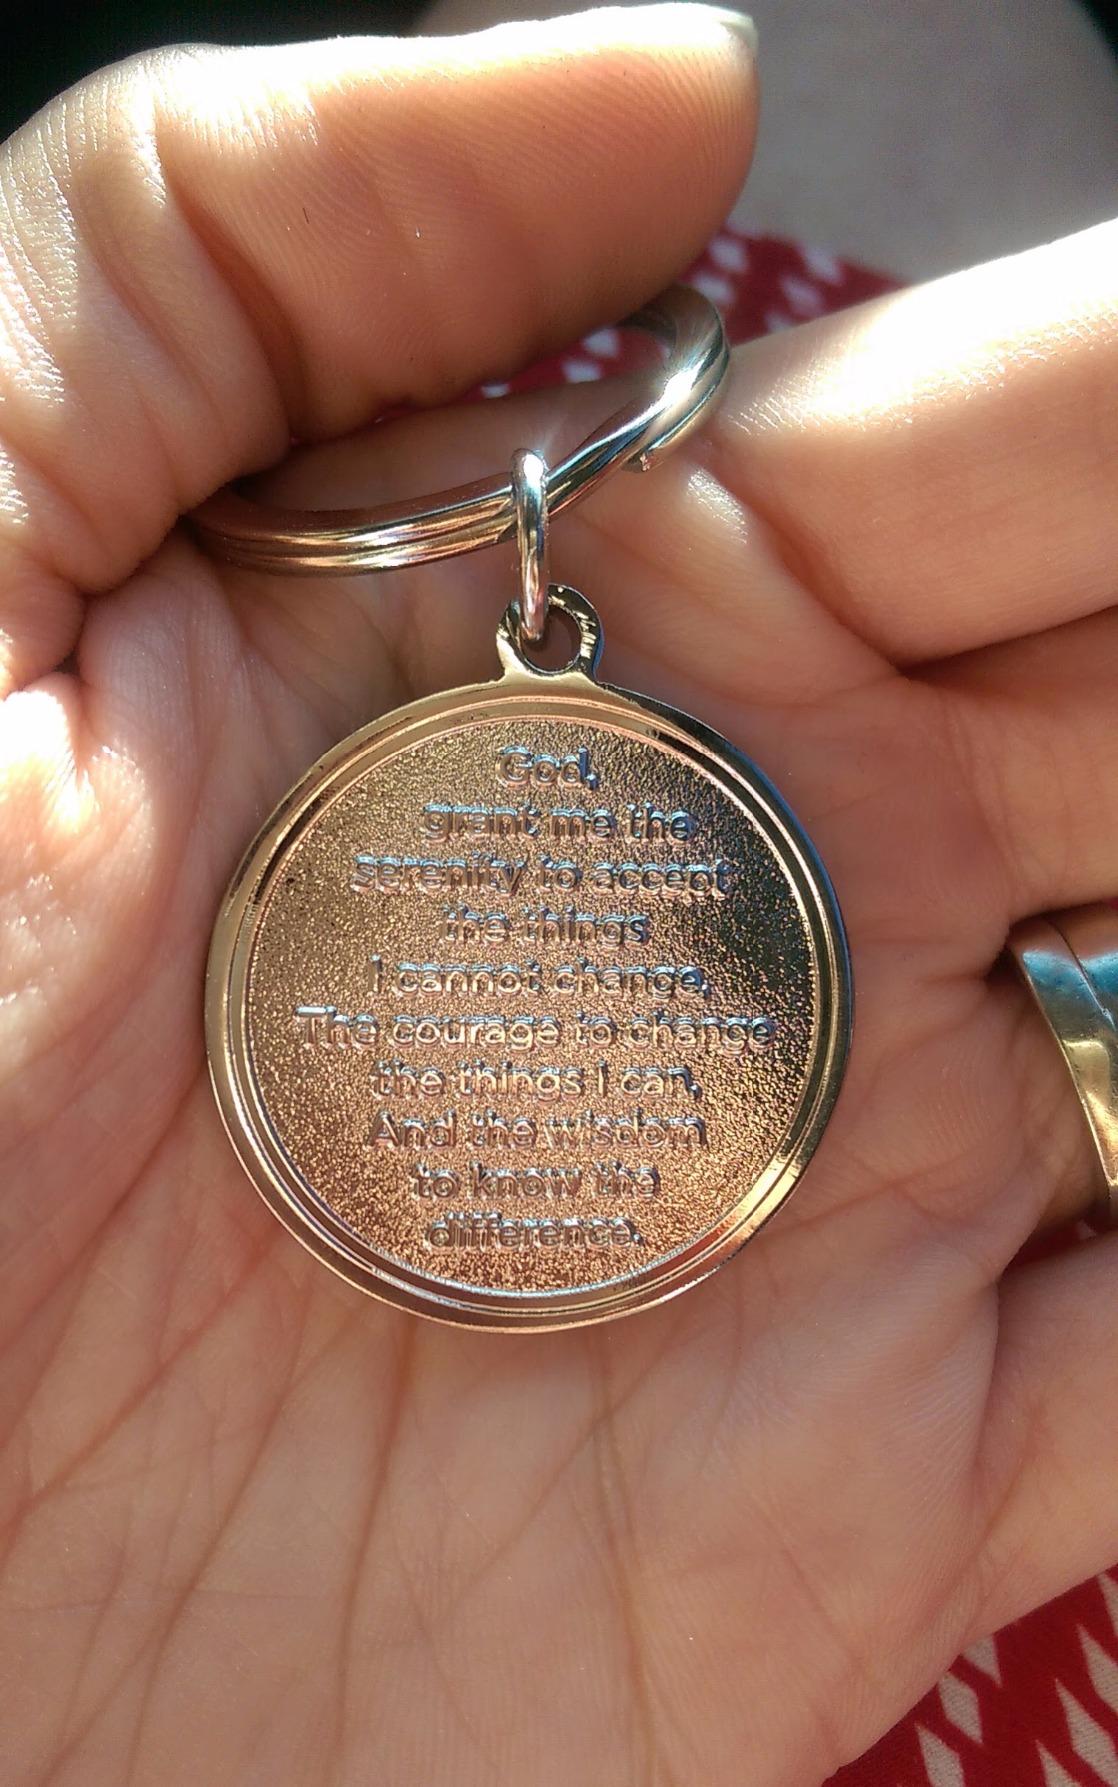 God,
grant me the
serenity to accept
the things
I cannot change,
The courage to change
the things I can,
And the wisdom
to know the
difference.